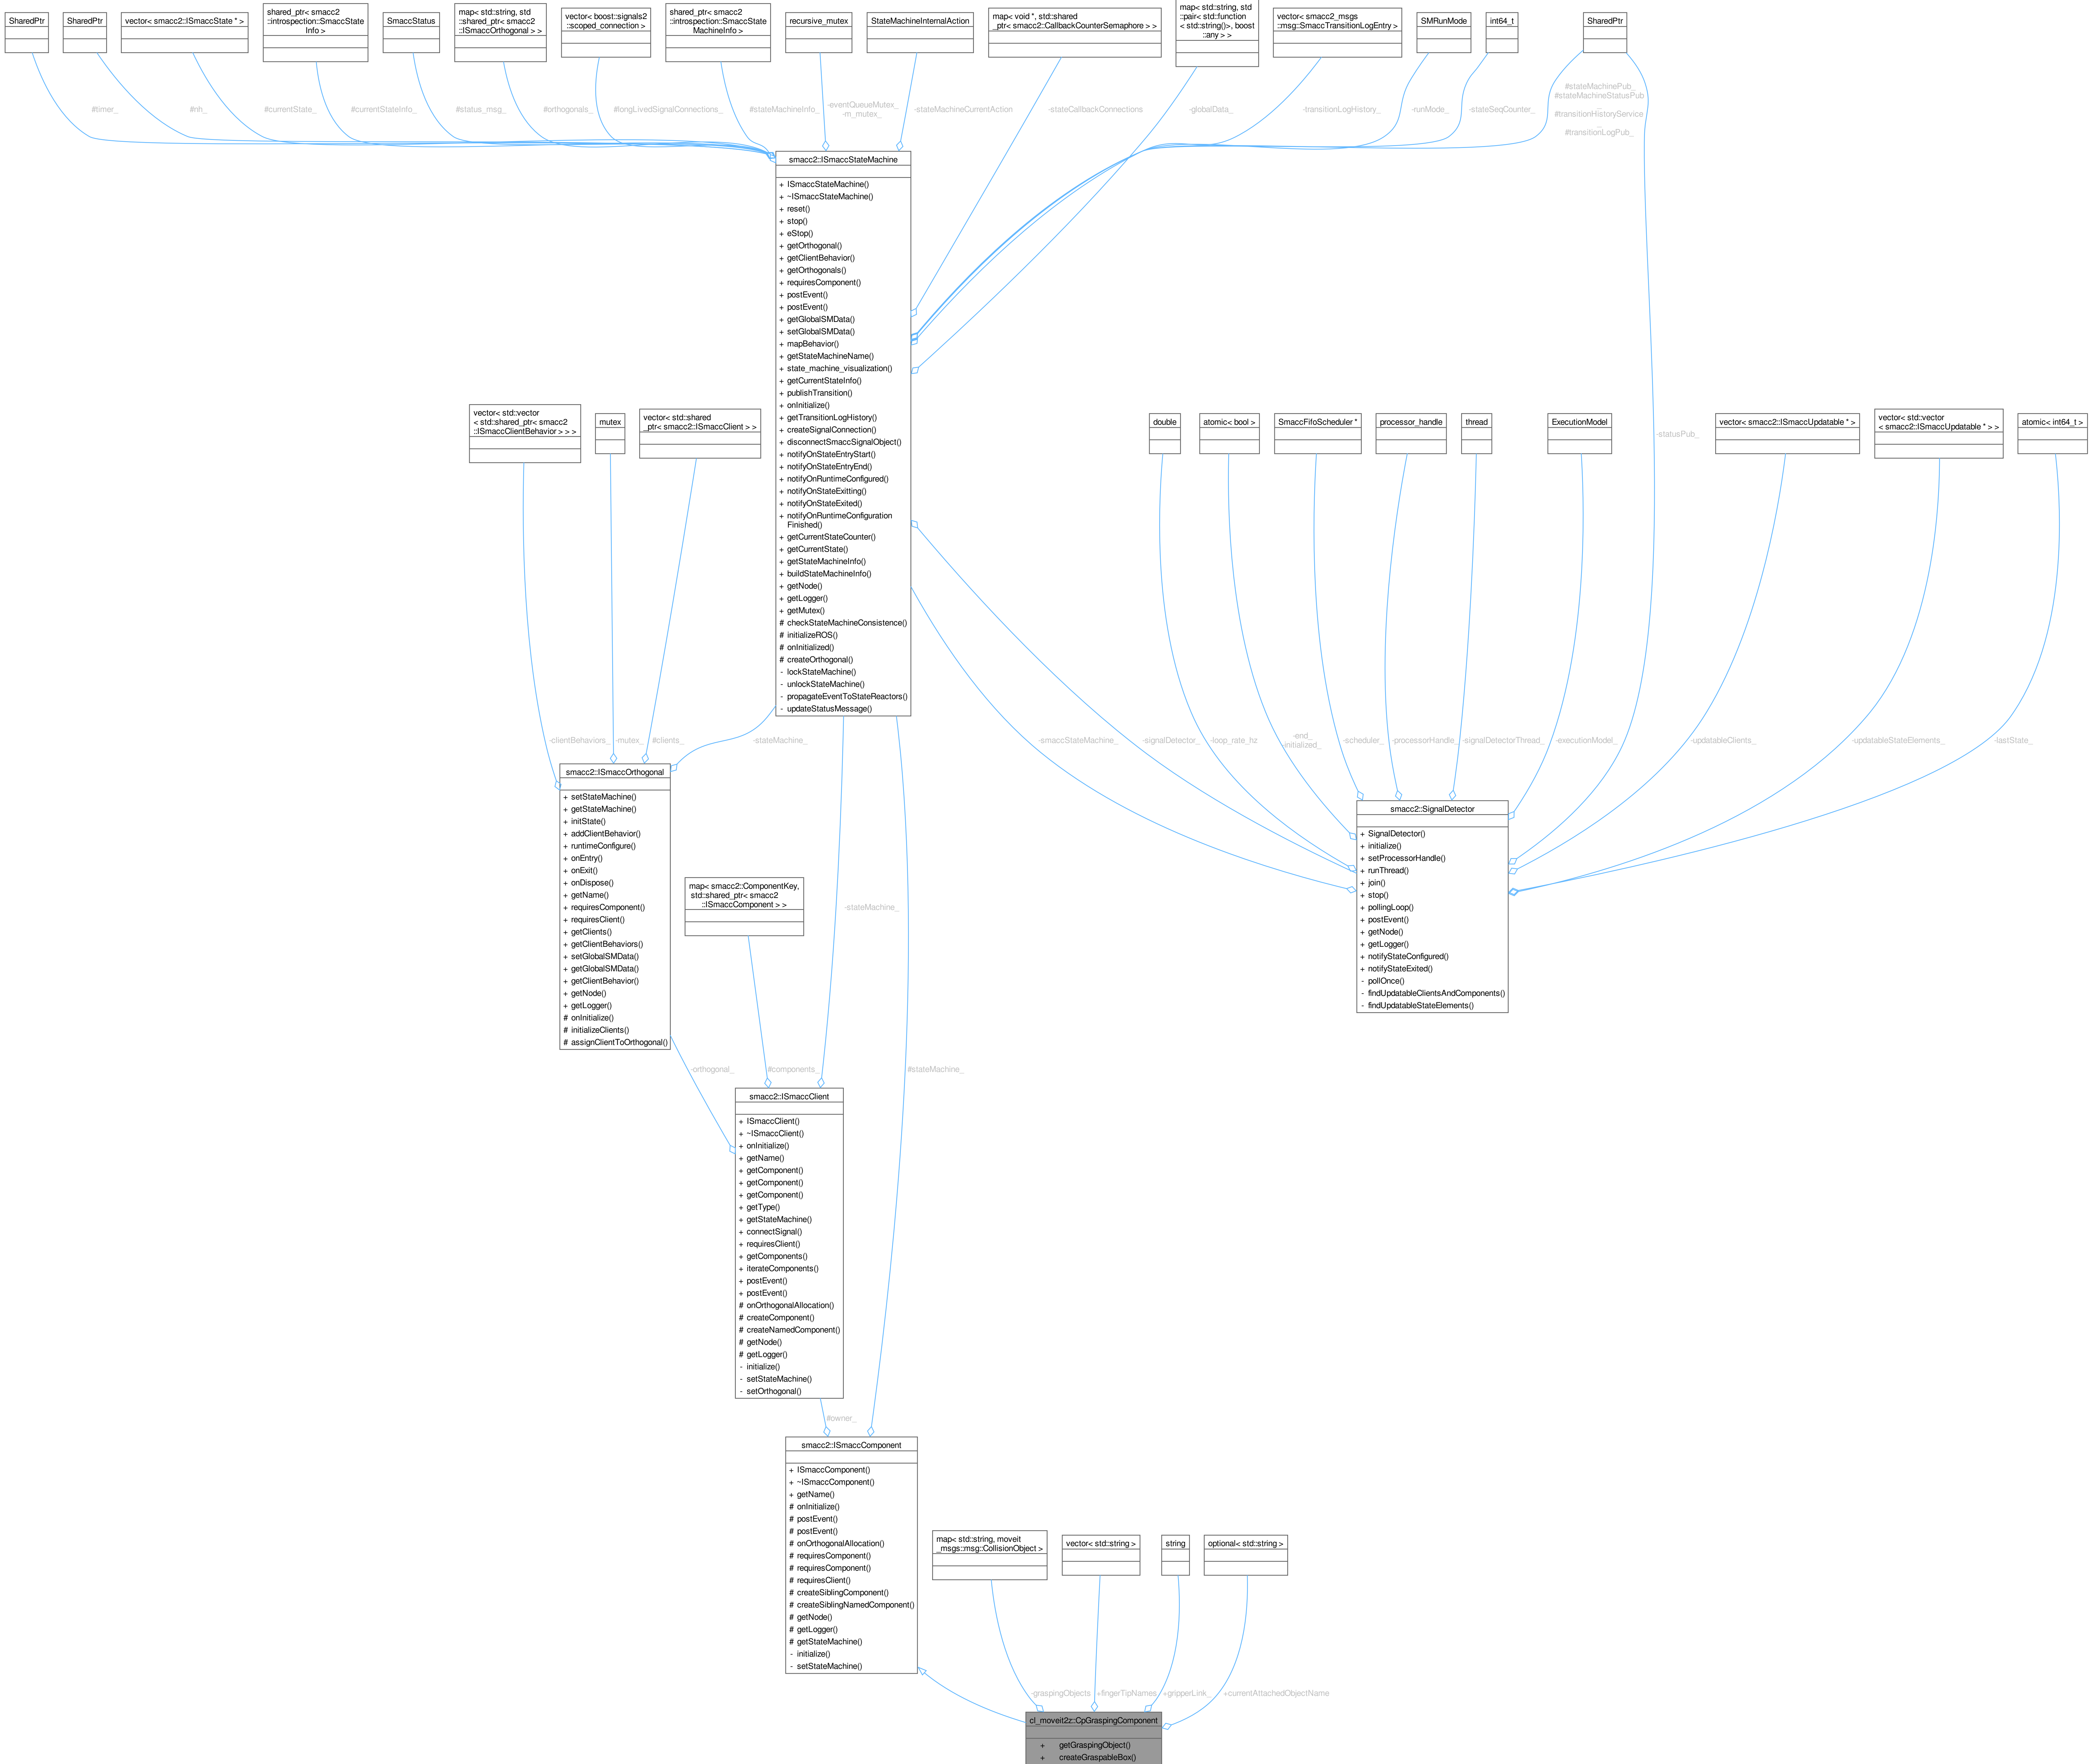 SharedPtr
SharedPtr
vector< smacc2::ISmaccState * >
shared_ptr< smacc2
::introspection::SmaccState
Info >
SmaccStatus
map< std::string, std
::shared_ptr< smacc2
::ISmaccOrthogonal > >
vector< boost::signals2
::scoped_connection >
shared_ptr< smacc2
::introspection::SmaccState
MachineInfo >
recursive_mutex
StateMachineInternalAction
map< void *, std::shared
_ptr< smacc2::CallbackCounterSemaphore > >
map< std::string, std
::pair< std::function
< std::string()>, boost
::any > >
vector< smacc2_msgs
::msg::SmaccTransitionLogEntry >
SMRunMode
int64_t
SharedPtr
#timer_
#nh_
#currentState_
#currentStateInfo_
#status_msg_
#orthogonals_
#longLivedSignalConnections_
#stateMachineInfo_
-eventQueueMutex_
-m_mutex_
-stateMachineCurrentAction
-stateCallbackConnections
-globalData_
-transitionLogHistory_
-runMode_
-stateSeqCounter_
#stateMachinePub_
#stateMachineStatusPub
_
#transitionHistoryService
_
#transitionLogPub_
smacc2::ISmaccStateMachine
+ ISmaccStateMachine()
+ ~ISmaccStateMachine()
+ reset()
+ stop()
+ eStop()
+ getOrthogonal()
+ getClientBehavior()
+ getOrthogonals()
+ requiresComponent()
+ postEvent()
+ postEvent()
+ getGlobalSMData()
+ setGlobalSMData()
+ mapBehavior()
+ getStateMachineName()
+ state_machine_visualization()
+ getCurrentStateInfo()
+ publishTransition()
+ onInitialize()
+ getTransitionLogHistory()
+ createSignalConnection()
+ disconnectSmaccSignalObject()
+ notifyOnStateEntryStart()
+ notifyOnStateEntryEnd()
+ notifyOnRuntimeConfigured()
+ notifyOnStateExitting()
+ notifyOnStateExited()
+ notifyOnRuntimeConfiguration
Finished()
+ getCurrentStateCounter()
+ getCurrentState()
+ getStateMachineInfo()
+ buildStateMachineInfo()
+ getNode()
+ getLogger()
+ getMutex()
# checkStateMachineConsistence()
# initializeROS()
# onInitialized()
# createOrthogonal()
- lockStateMachine()
- unlockStateMachine()
- propagateEventToStateReactors()
- updateStatusMessage()
vector< std::vector
< std::shared_ptr< smacc2
::ISmaccClientBehavior > > >
mutex
vector< std::shared
_ptr< smacc2::ISmaccClient > >
double
atomic< bool >
SmaccFifoScheduler *
processor_handle
thread
ExecutionModel
-statusPub_
vector< smacc2::ISmaccUpdatable * >
vector< std::vector
< smacc2::ISmaccUpdatable * > >
atomic< int64_t >
-clientBehaviors_
-mutex_
#clients_
-stateMachine_
-smaccStateMachine_
-signalDetector_
-loop_rate_hz
-end_
-initialized_
-scheduler_
-processorHandle_
-signalDetectorThread_
-executionModel_
-updatableClients_
-updatableStateElements_
-lastState_
smacc2::ISmaccOrthogonal
+ setStateMachine()
+ getStateMachine()
+ initState()
+ addClientBehavior()
+ runtimeConfigure()
+ onEntry()
+ onExit()
+ onDispose()
+ getName()
+ requiresComponent()
+ requiresClient()
+ getClients()
+ getClientBehaviors()
+ setGlobalSMData()
+ getGlobalSMData()
+ getClientBehavior()
+ getNode()
+ getLogger()
# onInitialize()
# initializeClients()
# assignClientToOrthogonal()
smacc2::SignalDetector
+ SignalDetector()
+ initialize()
+ setProcessorHandle()
+ runThread()
+ join()
+ stop()
+ pollingLoop()
+ postEvent()
+ getNode()
+ getLogger()
+ notifyStateConfigured()
+ notifyStateExited()
- pollOnce()
- findUpdatableClientsAndComponents()
- findUpdatableStateElements()
map< smacc2::ComponentKey,
std::shared_ptr< smacc2
::ISmaccComponent > >
-stateMachine_
-orthogonal_
#components_
#stateMachine_
smacc2::ISmaccClient
+ ISmaccClient()
+ ~ISmaccClient()
+ onInitialize()
+ getName()
+ getComponent()
+ getComponent()
+ getComponent()
+ getType()
+ getStateMachine()
+ connectSignal()
+ requiresClient()
+ getComponents()
+ iterateComponents()
+ postEvent()
+ postEvent()
# onOrthogonalAllocation()
# createComponent()
# createNamedComponent()
# getNode()
# getLogger()
- initialize()
- setStateMachine()
- setOrthogonal()
#owner_
smacc2::ISmaccComponent
+ ISmaccComponent()
+ ~ISmaccComponent()
+ getName()
# onInitialize()
# postEvent()
# postEvent()
# onOrthogonalAllocation()
# requiresComponent()
# requiresComponent()
# requiresClient()
# createSiblingComponent()
# createSiblingNamedComponent()
# getNode()
# getLogger()
# getStateMachine()
- initialize()
- setStateMachine()
map< std::string, moveit
_msgs::msg::CollisionObject >
vector< std::string >
string
optional< std::string >
-graspingObjects
+fingerTipNames
+gripperLink_
+currentAttachedObjectName
cl_moveit2z::CpGraspingComponent
+ getGraspingObject()
+ createGraspableBox()